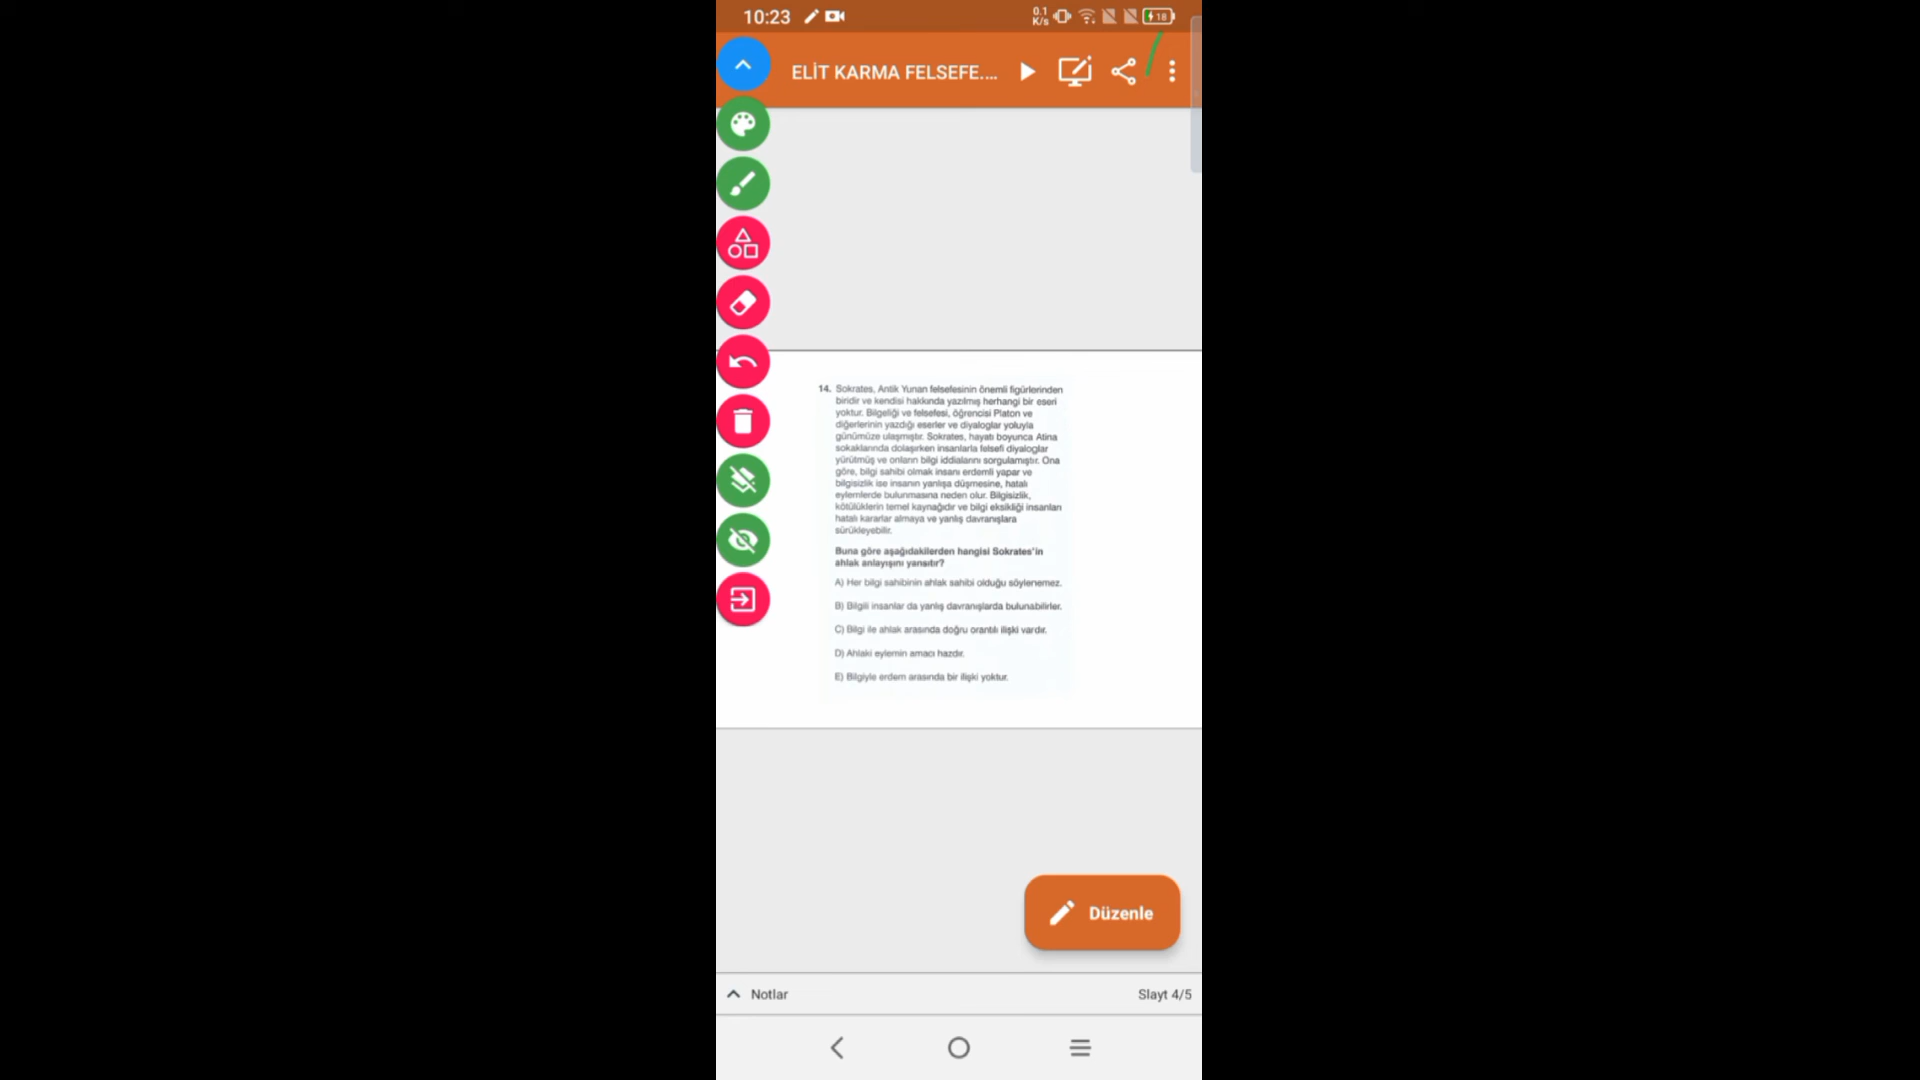 10:23
0.1
K/s
18
ELİT KARMA FELSEFE....
14. Sokrates, Antik Yunan felsefesinin önemli figürlerinden
biridir ve kendisi hakkında yazılmış herhangi bir eseri
yoktur. Bilgeliği ve felsefesi, öğrencisi Platon ve
diğerlerinin yazdığı eserler ve diyaloglar yoluyla
günümüze ulaşmıştır. Sokrates, hayatı boyunca Atina
sokaklarında dolaşırken insanlarla felsefi diyaloglar
yürütmüş ve onların bilgi iddialarını sorgulamıştır. Ona
göre, bilgi sahibi olmak insanı erdemli yapar ve
bilgisizlik ise insanın yanlışa düşmesine, hatalı
eylemlerde bulunmasına neden olur. Bilgisizlik,
kötülüklerin temel kaynağıdır ve bilgi eksikliği insanları
hatalı kararlar almaya ve yanlış davranışlara
sürükleyebilir.
Buna göre aşağıdakilerden hangisi Sokrates'in
ahlak anlayışını yansıtır?
A) Her bilgi sahibinin ahlak sahibi olduğu söylenemez.
B) Bilgili insanlar da yanlış davranışlarda bulunabilirler.
C) Bilgi ile ahlak arasında doğru orantılı ilişki vardır.
D) Ahlaki eylemin amacı hazdır.
E) Bilgiyle erdem arasında bir ilişki yoktur.
Düzenle
Notlar
Slayt 4/5